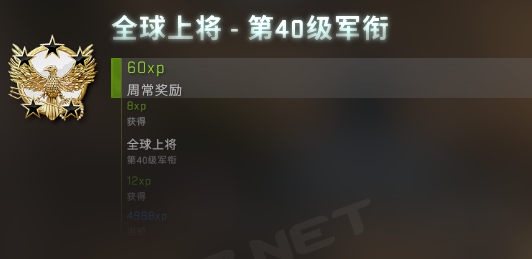 全球上将 - 第40级军衔
60xp
周常奖励
8xp
获得
全球上将
第40级军衔
12xp
获得
4988xp
.NET